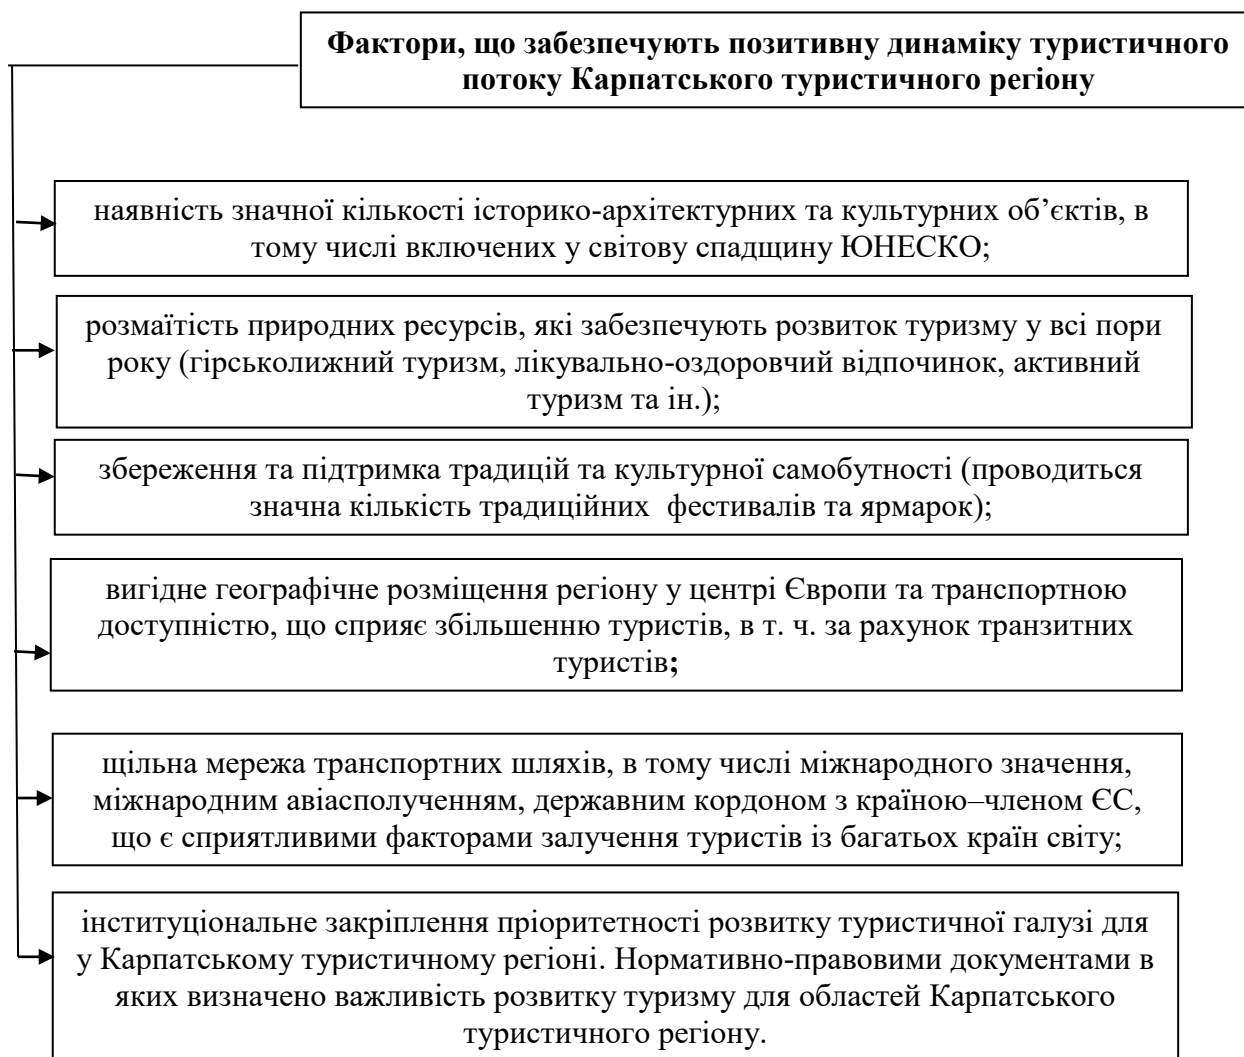 Фактори, що забезпечують позитивну динаміку туристичного
потоку Карпатського туристичного регіону
наявність значної кількості історико-архітектурних та культурних об’єктів, в
тому числі включених у світову спадщину ЮНЕСКО;
розмаїтість природних ресурсів, які забезпечують розвиток туризму у всі пори
року (гірськолижний туризм, лікувально-оздоровчий відпочинок, активний
туризм та ін.);
збереження та підтримка традицій та культурної самобутності (проводиться
значна кількість традиційних  фестивалів та ярмарок);
вигідне географічне розміщення регіону у центрі Європи та транспортною
доступністю, що сприяє збільшенню туристів, в т. ч. за рахунок транзитних
туристів;
щільна мережа транспортних шляхів, в тому числі міжнародного значення,
міжнародним авіасполученням, державним кордоном з країною–членом ЄС,
що є сприятливими факторами залучення туристів із багатьох країн світу;
інституціональне закріплення пріоритетності розвитку туристичної галузі для
у Карпатському туристичному регіоні. Нормативно-правовими документами в
яких визначено важливість розвитку туризму для областей Карпатського
туристичного регіону.